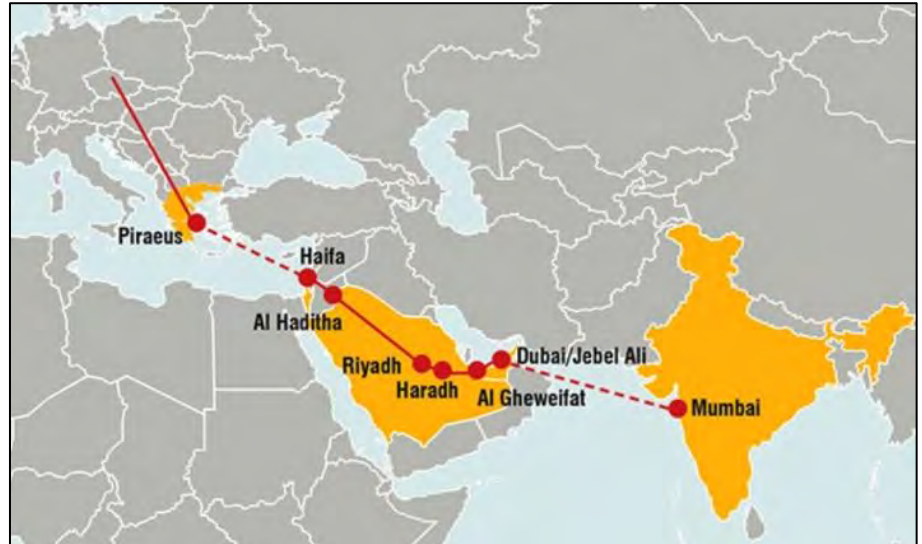 Piraeus
Haifa
Al Haditha
Riyadh
Haradh
Al Gheweifat
Dubai/Jebel Ali
Mumbai